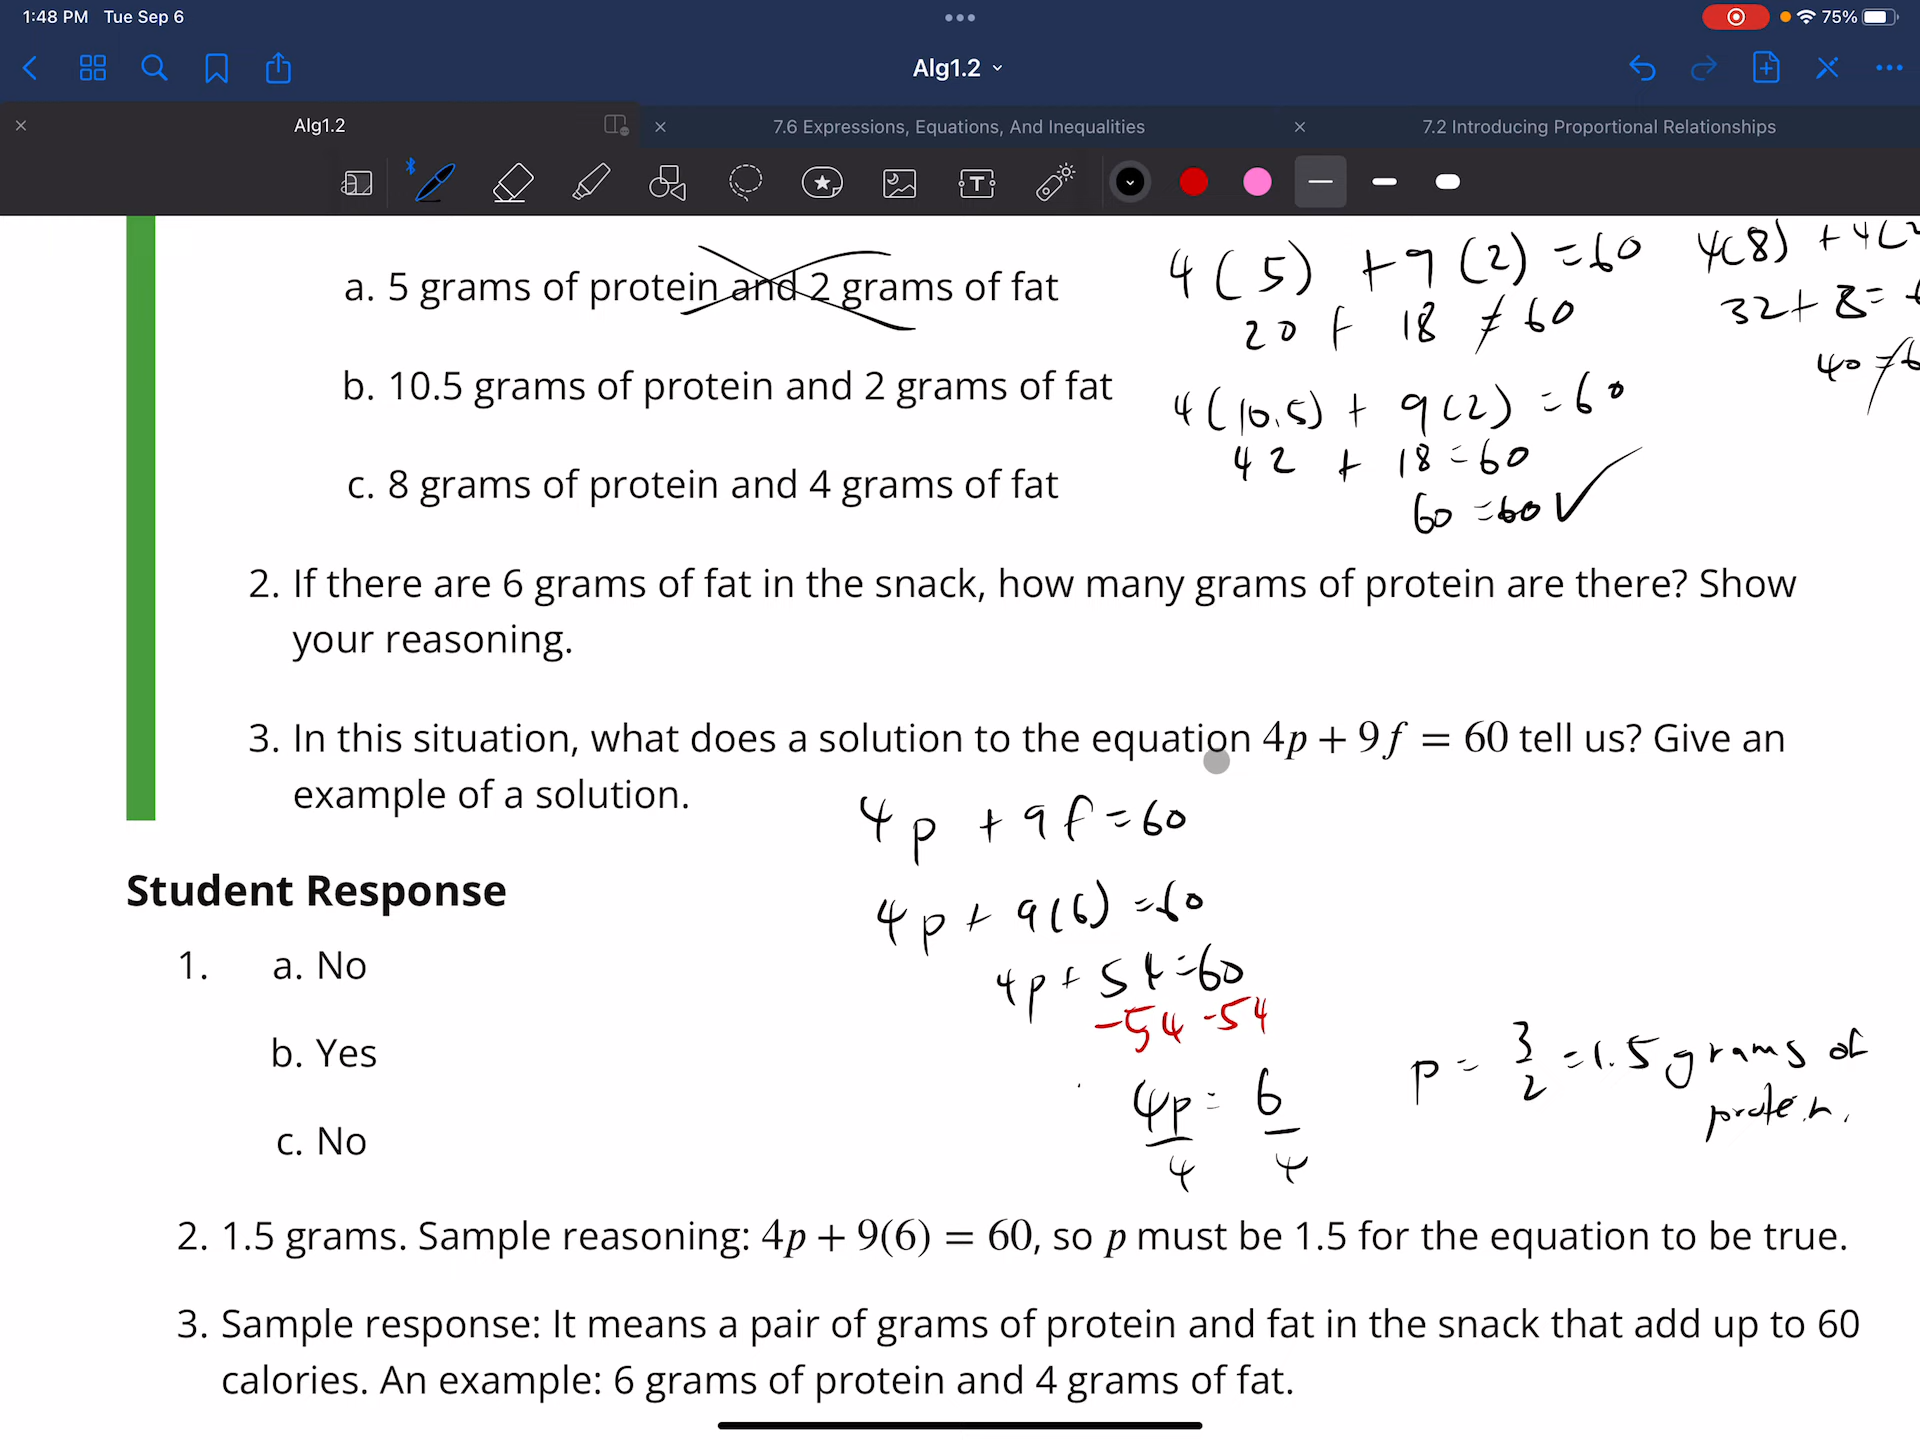 1:48 PM Tue Sep 6
75%
Alg1.2
Alg1.2
7.6 Expressions, Equations, And Inequalities
7.2 Introducing Proportional Relationships
a. 5 grams of protein and 2 grams of fat
4(5) + 9(2) = 60
20 + 18 ≠ 60
4(8) + 4(
32 + 8 =
40 ≠
b. 10.5 grams of protein and 2 grams of fat
4(10.5) + 9(2) = 60
42 + 18 = 60
60 = 60 ✓
c. 8 grams of protein and 4 grams of fat
2. If there are 6 grams of fat in the snack, how many grams of protein are there? Show
your reasoning.
3. In this situation, what does a solution to the equation 4p + 9f = 60 tell us? Give an
example of a solution.
4p + 9f = 60
4p + 9(6) = 60
4p + 54 = 60
-54 -54
4p = 6
4 4
p = 3/2 = 1.5 grams of
protein.
Student Response
1. a. No
b. Yes
c. No
2. 1.5 grams. Sample reasoning: 4p + 9(6) = 60, so p must be 1.5 for the equation to be true.
3. Sample response: It means a pair of grams of protein and fat in the snack that add up to 60
calories. An example: 6 grams of protein and 4 grams of fat.